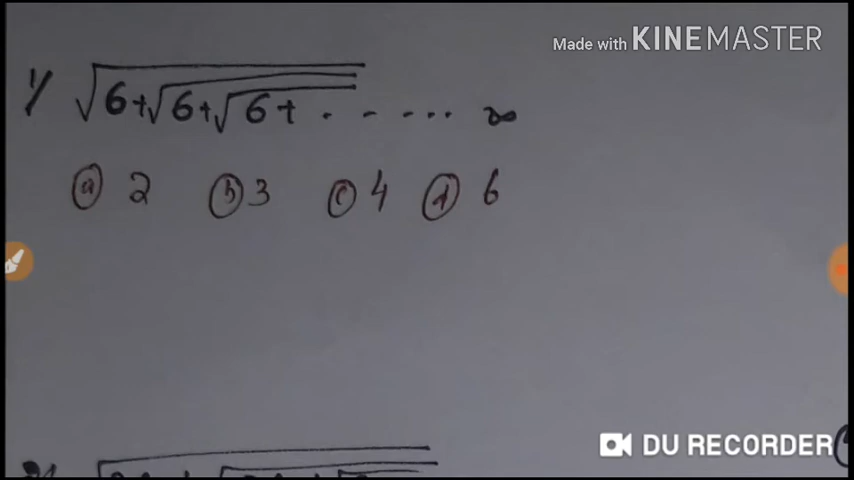 Made with KINEMASTER
1) √6+√6+√6+ . - ... ∞
(a) 2 (b) 3 (c) 4 (d) 6
DU RECORDER